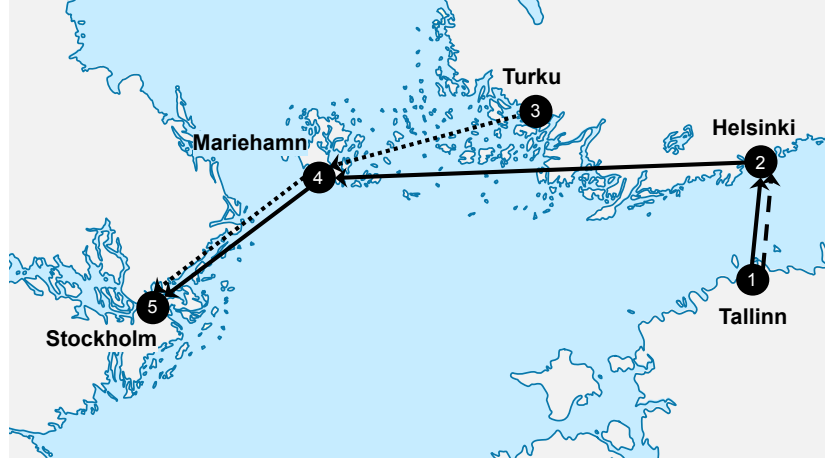 Turku
3
Helsinki
2
Mariehamn
4
1
Tallinn
5
Stockholm